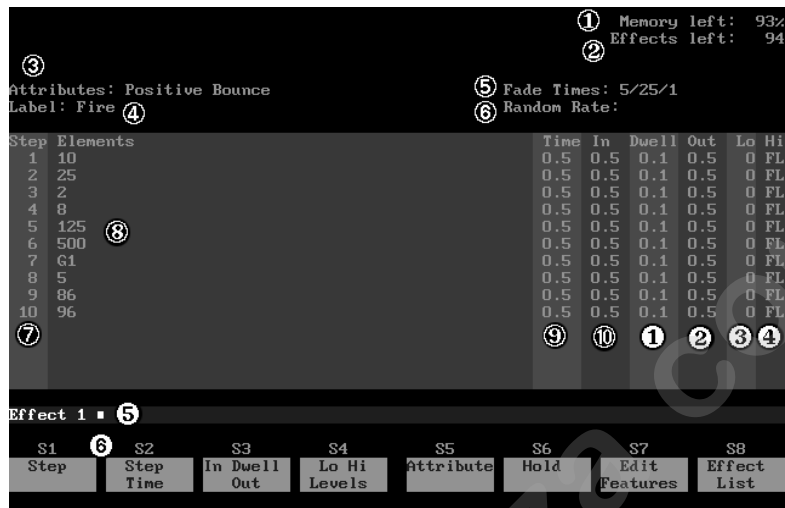 ① Memory left: 93%
② Effects left: 94
③
Attributes: Positive Bounce ⑤ Fade Times: 5/25/1
Label: Fire ④ ⑥ Random Rate:
Step Elements Time In Dwell Out Lo Hi
1 10 0.5 0.5 0.1 0.5 0 FL
2 25 0.5 0.5 0.1 0.5 0 FL
3 2 0.5 0.5 0.1 0.5 0 FL
4 8 0.5 0.5 0.1 0.5 0 FL
5 125 ⑧ 0.5 0.5 0.1 0.5 0 FL
6 500 0.5 0.5 0.1 0.5 0 FL
7 G1 0.5 0.5 0.1 0.5 0 FL
8 5 0.5 0.5 0.1 0.5 0 FL
9 86 0.5 0.5 0.1 0.5 0 FL
10 96 0.5 0.5 0.1 0.5 0 FL
⑦ ⑨ ⑩ ❶ ❷ ❸ ❹
Effect 1 ❺
S1 ❻ S2 S3 S4 S5 S6 S7 S8
Step Step In Dwell Lo Hi Attribute Hold Edit Effect
Time Out Levels Features List